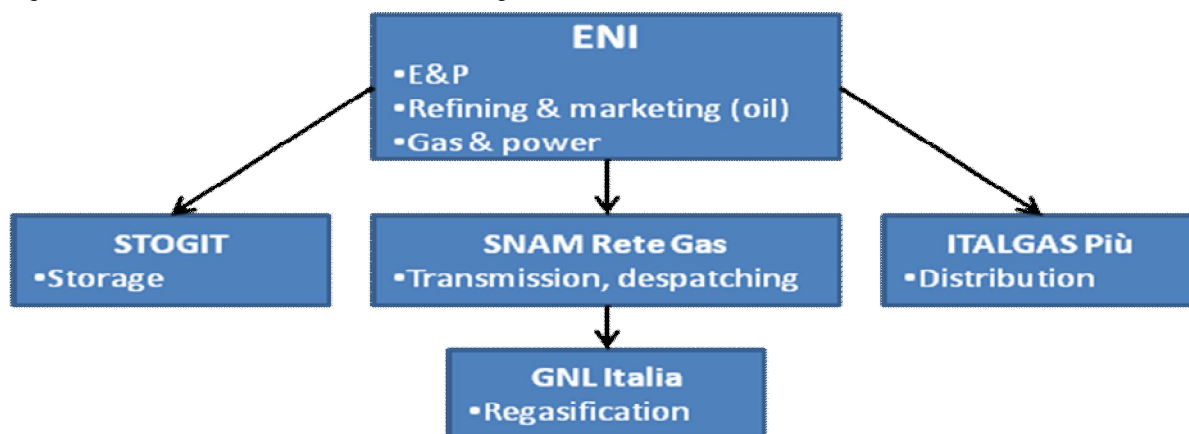 ENI
•E&P
•Refining & marketing (oil)
•Gas & power
STOGIT
•Storage
SNAM Rete Gas
•Transmission, despatching
ITALGAS Più
•Distribution
GNL Italia
•Regasification